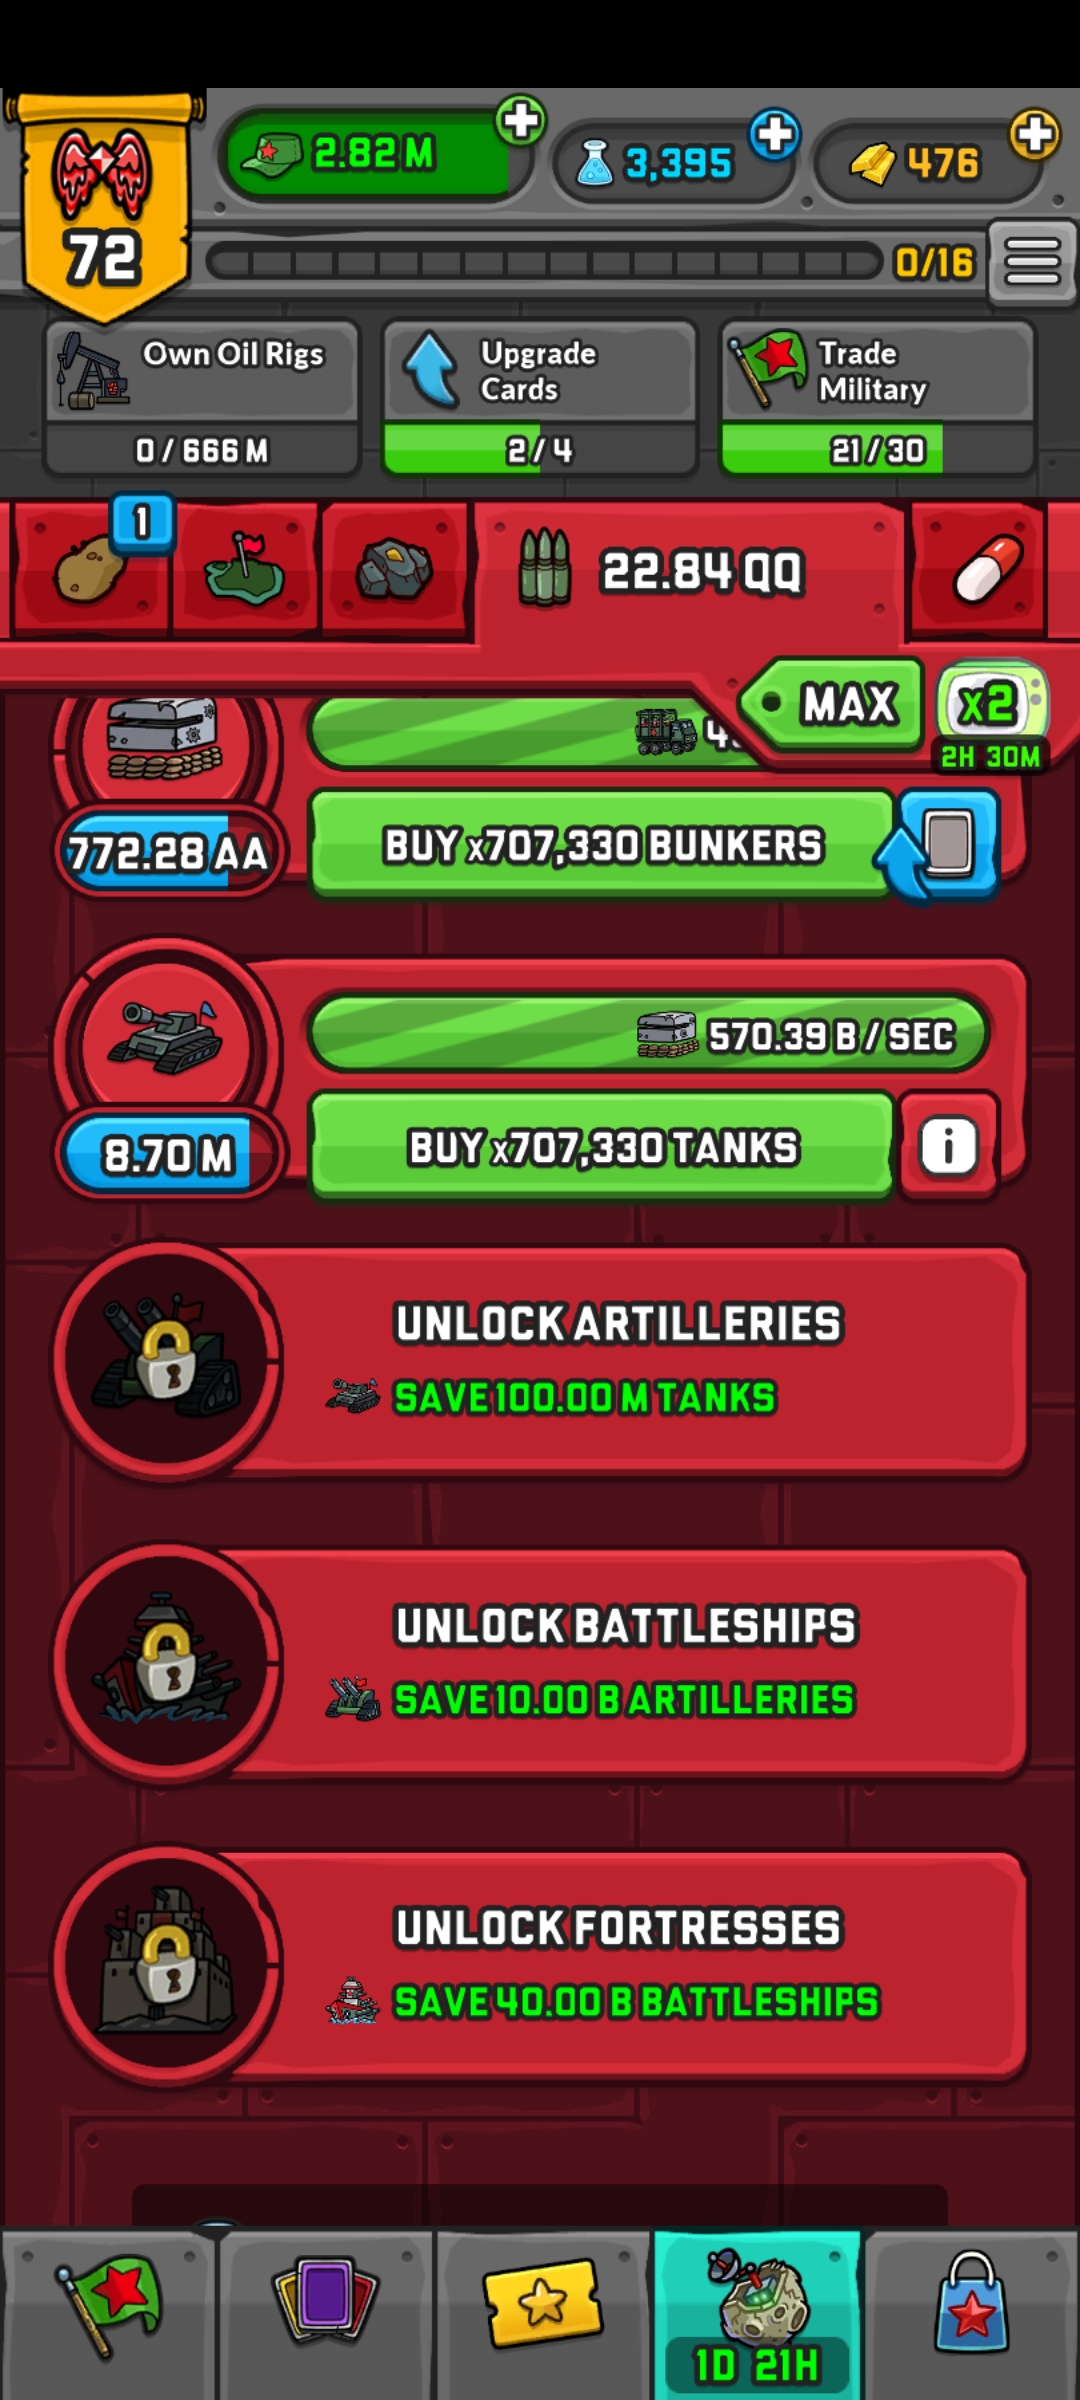 2.82 M
3,395
476
72
0/16
Own Oil Rigs
0 / 666 M
Upgrade
Cards
2 / 4
Trade
Military
21 / 30
1
22.84 QQ
MAX
x2
2H 30M
772.28 AA
BUY x707,330 BUNKERS
570.39 B / SEC
8.70 M
BUY x707,330 TANKS
i
UNLOCK ARTILLERIES
SAVE 100.00 M TANKS
UNLOCK BATTLESHIPS
SAVE 10.00 B ARTILLERIES
UNLOCK FORTRESSES
SAVE 40.00 B BATTLESHIPS
1D 21H